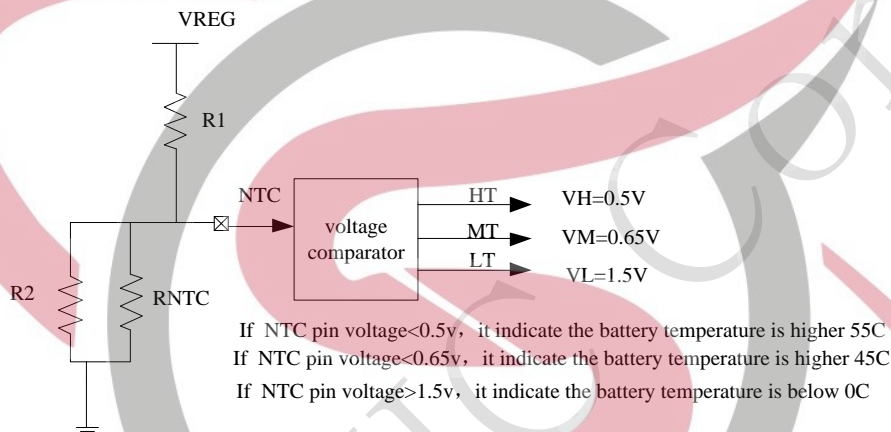 VREG
R1
NTC
voltage
comparator
HT
VH=0.5V
MT
VM=0.65V
LT
VL=1.5V
R2
RNTC
If NTC pin voltage<0.5v，it indicate the battery temperature is higher 55C
If NTC pin voltage<0.65v，it indicate the battery temperature is higher 45C
If NTC pin voltage>1.5v，it indicate the battery temperature is below 0C